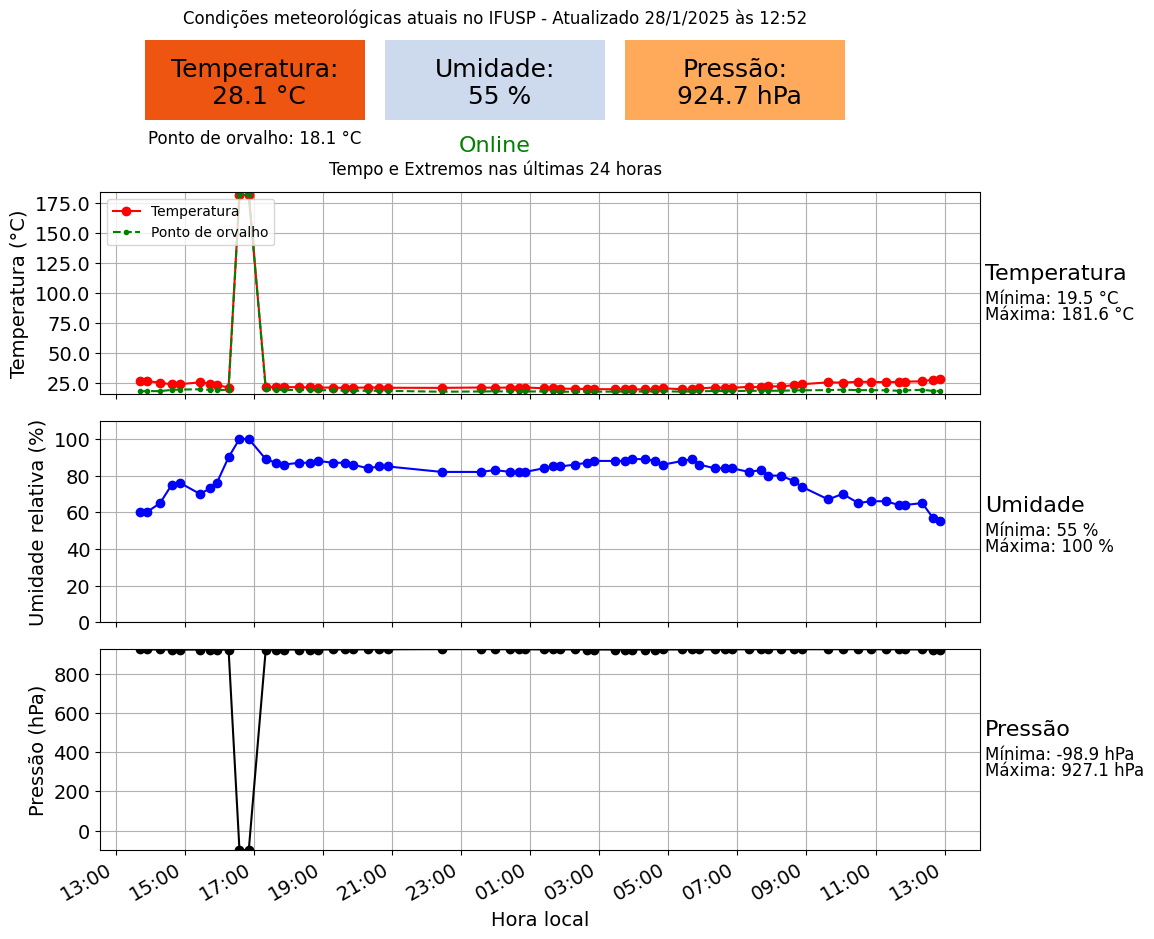 Condições meteorológicas atuais no IFUSP - Atualizado 28/1/2025 às 12:52
Temperatura:
28.1 °C
Umidade:
55 %
Pressão:
924.7 hPa
Ponto de orvalho: 18.1 °C
Online
Tempo e Extremos nas últimas 24 horas
Temperatura (°C)
175.0
150.0
125.0
100.0
75.0
50.0
25.0
Temperatura
Ponto de orvalho
Temperatura
Mínima: 19.5 °C
Máxima: 181.6 °C
Umidade relativa (%)
100
80
60
40
20
0
Umidade
Mínima: 55 %
Máxima: 100 %
Pressão (hPa)
800
600
400
200
0
Pressão
Mínima: -98.9 hPa
Máxima: 927.1 hPa
13:00
15:00
17:00
19:00
21:00
23:00
01:00
03:00
05:00
07:00
09:00
11:00
13:00
Hora local